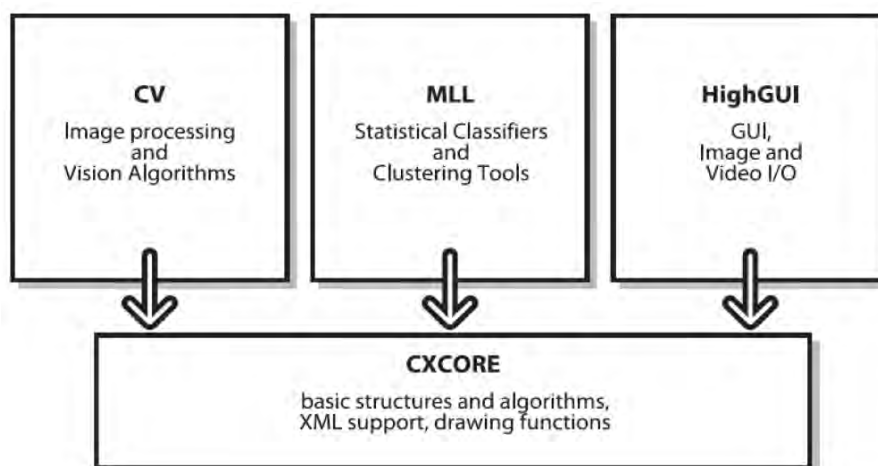 CV
Image processing
and
Vision Algorithms
MLL
Statistical Classifiers
and
Clustering Tools
HighGUI
GUI,
Image and
Video I/O
CXCORE
basic structures and algorithms,
XML support, drawing functions